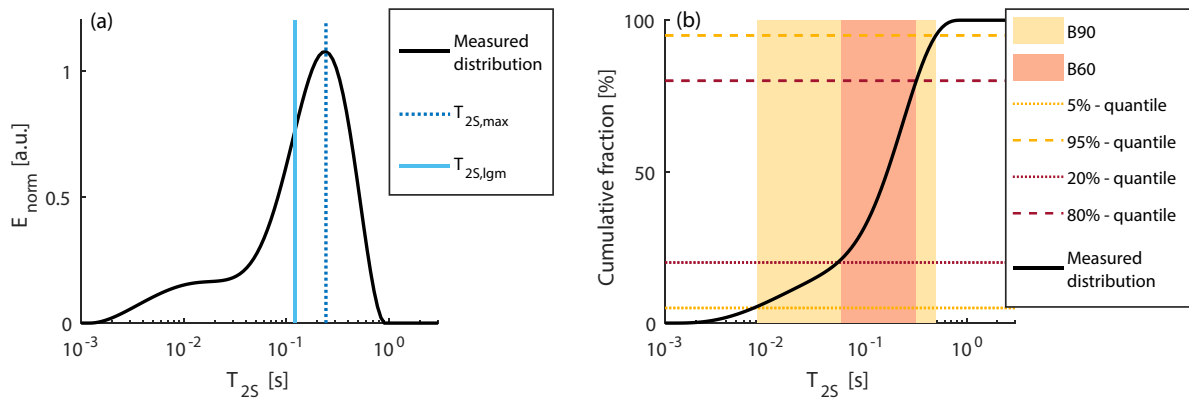 (a)
E_norm [a.u.]
1
0.5
0
10^-3
10^-2
10^-1
10^0
T_2S [s]
Measured
distribution
T_2S,max
T_2S,lgm
(b)
Cumulative fraction [%]
100%
50
0
10^-3
10^-2
10^-1
10^0
T_2S [s]
B90
B60
5% - quantile
95% - quantile
20% - quantile
80% - quantile
Measured
distribution